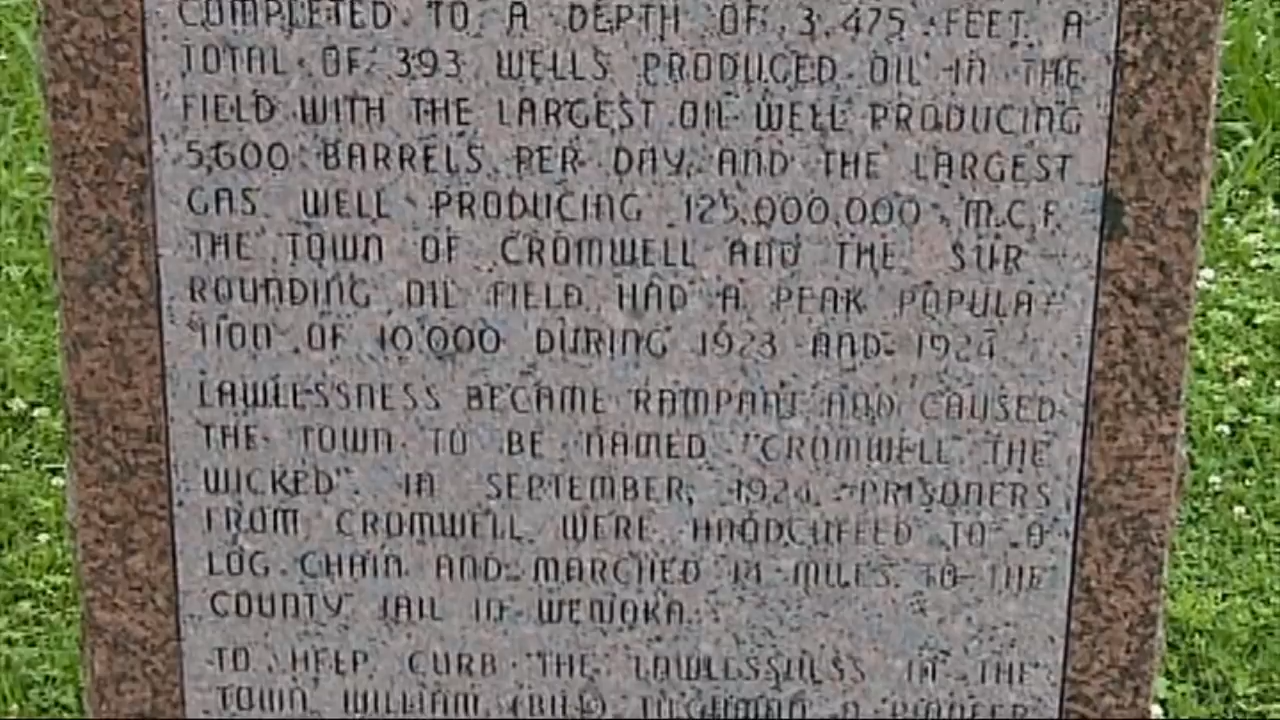 COMPLETED TO A DEPTH OF 3,475 FEET. A
TOTAL OF 393 WELLS PRODUCED OIL IN THE
FIELD WITH THE LARGEST OIL WELL PRODUCING
5,600 BARRELS PER DAY, AND THE LARGEST
GAS WELL PRODUCING 125,000,000 M.C.F.
THE TOWN OF CROMWELL AND THE SUR-
ROUNDING OIL FIELD HAD A PEAK POPULA-
TION OF 10,000 DURING 1923 AND 1924
LAWLESSNESS BECAME RAMPANT AND CAUSED
THE TOWN TO BE NAMED "CROMWELL THE
WICKED". IN SEPTEMBER, 1924, PRISONERS
FROM CROMWELL WERE HANDCUFFED TO A
LOG CHAIN AND MARCHED 14 MILES TO THE
COUNTY JAIL IN WEWOKA.
TO HELP CURB THE LAWLESSNESS IN THE
TOWN WILLIAM (BILL) TILGHMAN A PIONEER